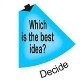 Which
is the best
idea?
Decide